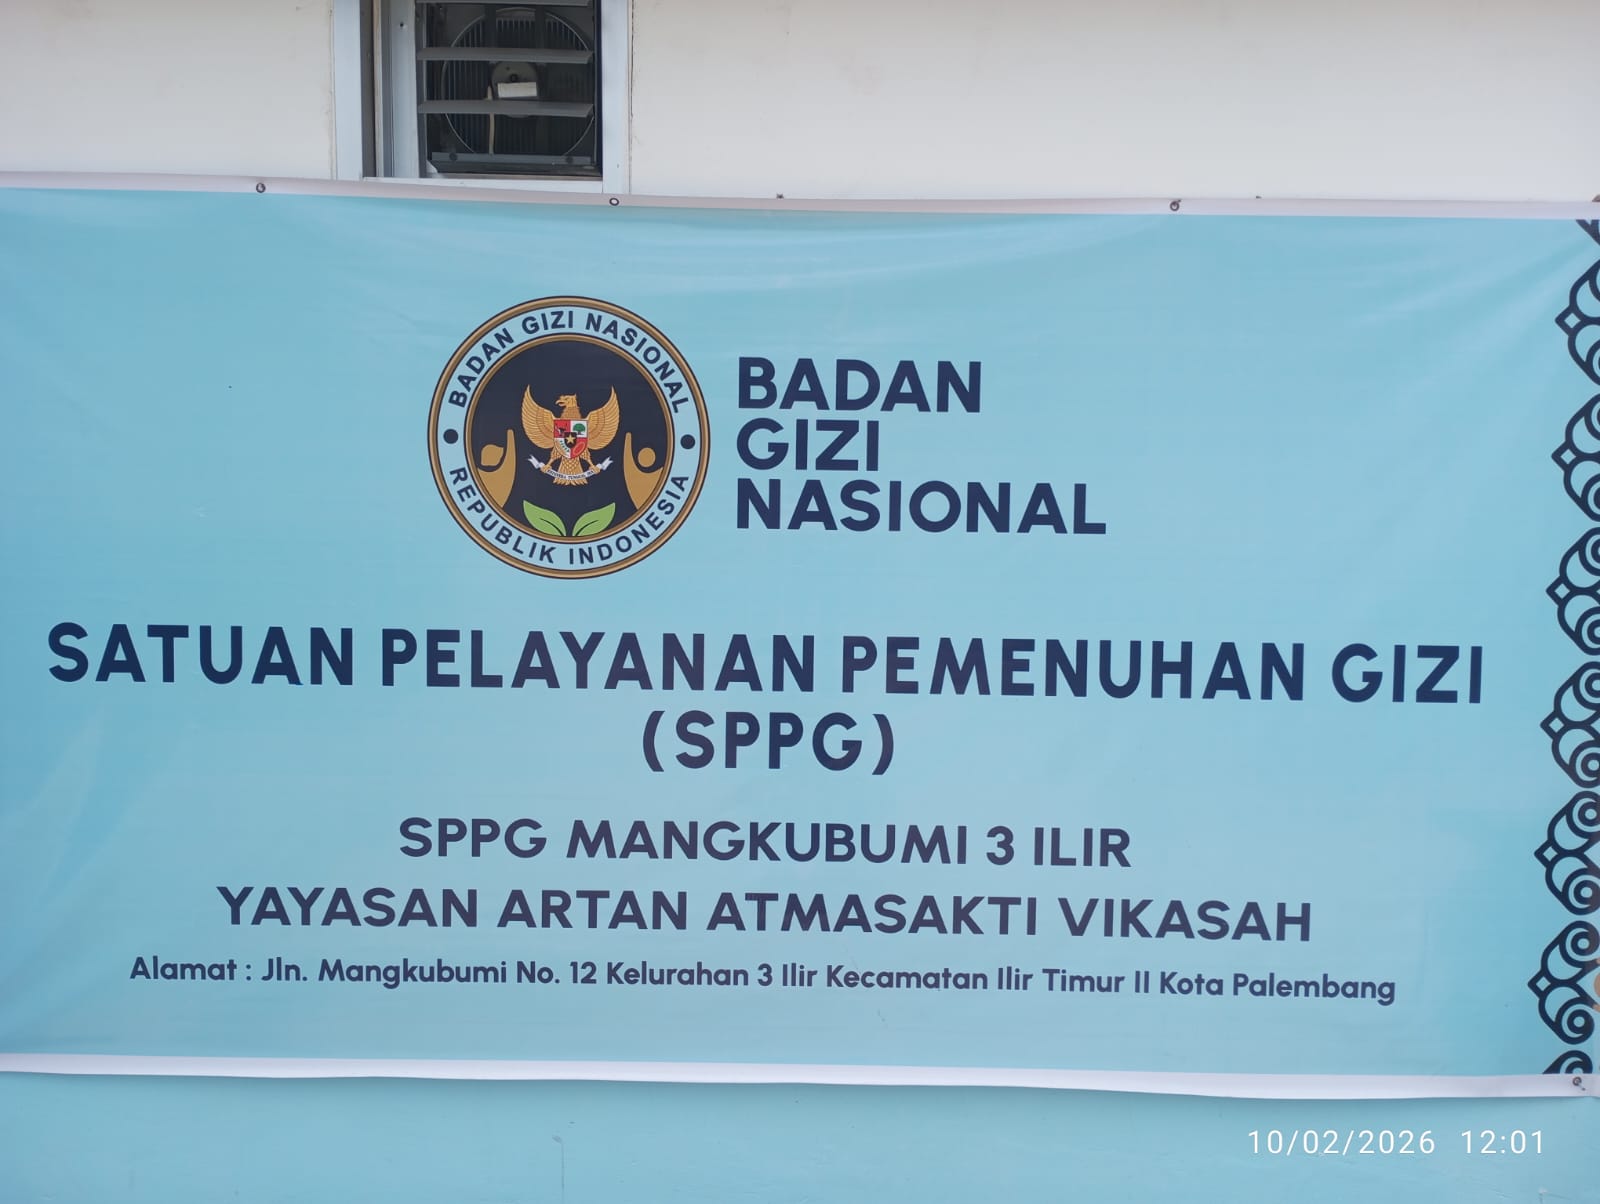 BADAN GIZI NASIONAL
REPUBLIK INDONESIA
BADAN
GIZI
NASIONAL
SATUAN PELAYANAN PEMENUHAN GIZI
(SPPG)
SPPG MANGKUBUMI 3 ILIR
YAYASAN ARTAN ATMASAKTI VIKASAH
Alamat : Jln. Mangkubumi No. 12 Kelurahan 3 Ilir Kecamatan Ilir Timur II Kota Palembang
10/02/2026 12:01